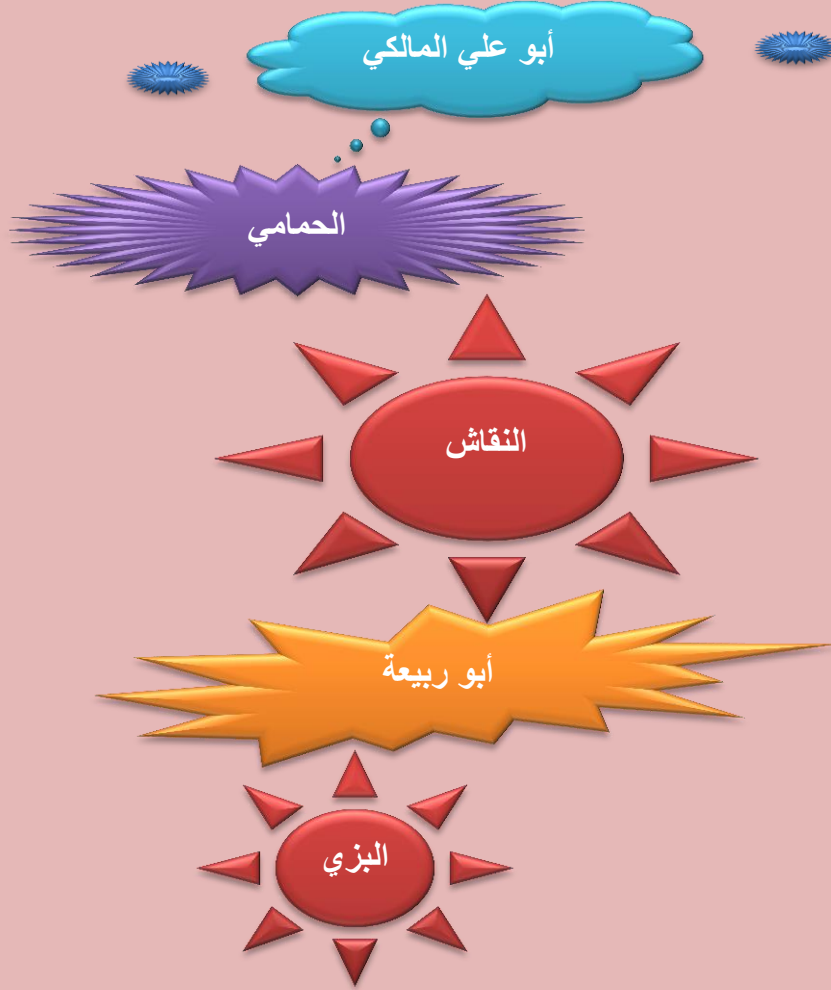 أبو علي المالكي
الحمامي
النقاش
أبو ربيعة
البزي